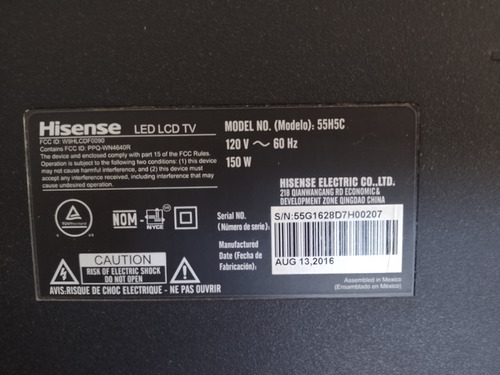 Hisense LED LCD TV
FCC ID: W9HLCDF0090
Contains FCC ID: PPQ-WN4640R
The device and enclosed comply with part 15 of the FCC Rules.
Operation is subject to the following two conditions: (1) this device
may not cause harmful interference, and (2) this device must
accept any interference received, including interference that
may cause undesired operation.
MODEL NO. (Modelo): 55H5C
120 V ~ 60 Hz
150 W
HISENSE ELECTRIC CO.,LTD.
218 QIANWANGANG RD ECONOMIC&
DEVELOPMENT ZONE QINGDAO CHINA
NOM
NYCE
SERIAL NO.
(Número de serie):
S/N:55G1628D7H00207
Manufactured
Date (Fecha de
Fabricación):
AUG 13,2016
CAUTION
RISK OF ELECTRIC SHOCK
DO NOT OPEN
AVIS:RISQUE DE CHOC ELECTRIQUE - NE PAS OUVRIR
Assembled in Mexico
(Ensamblado en México)